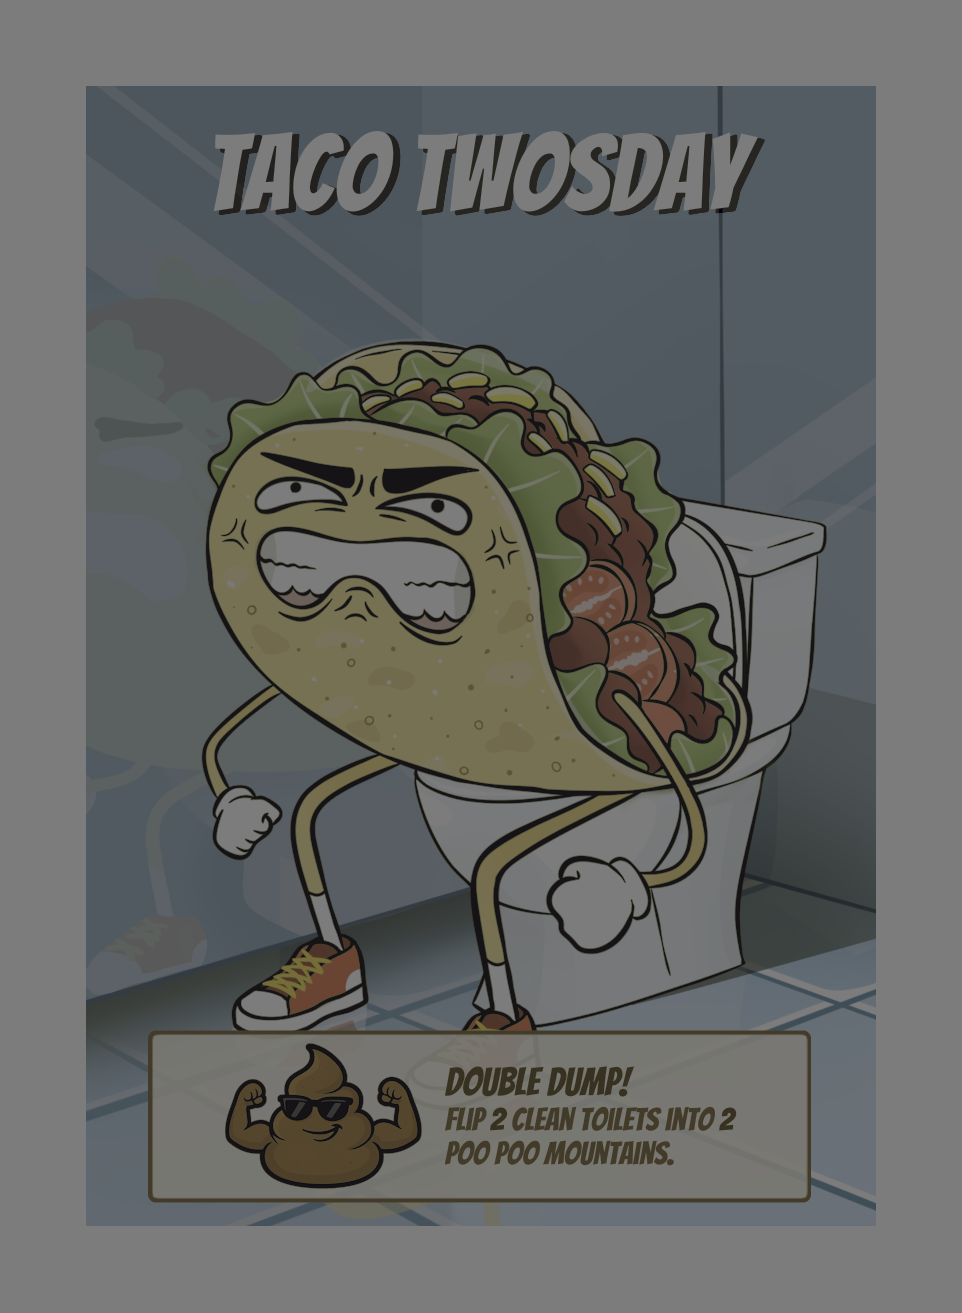 TACO TWOSDAY
DOUBLE DUMP!
FLIP 2 CLEAN TOILETS INTO 2
POO POO MOUNTAINS.